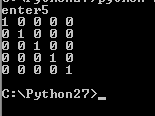 enter5
1 0 0 0 0
0 1 0 0 0
0 0 1 0 0
0 0 0 1 0
0 0 0 0 1
C:\Python27>_